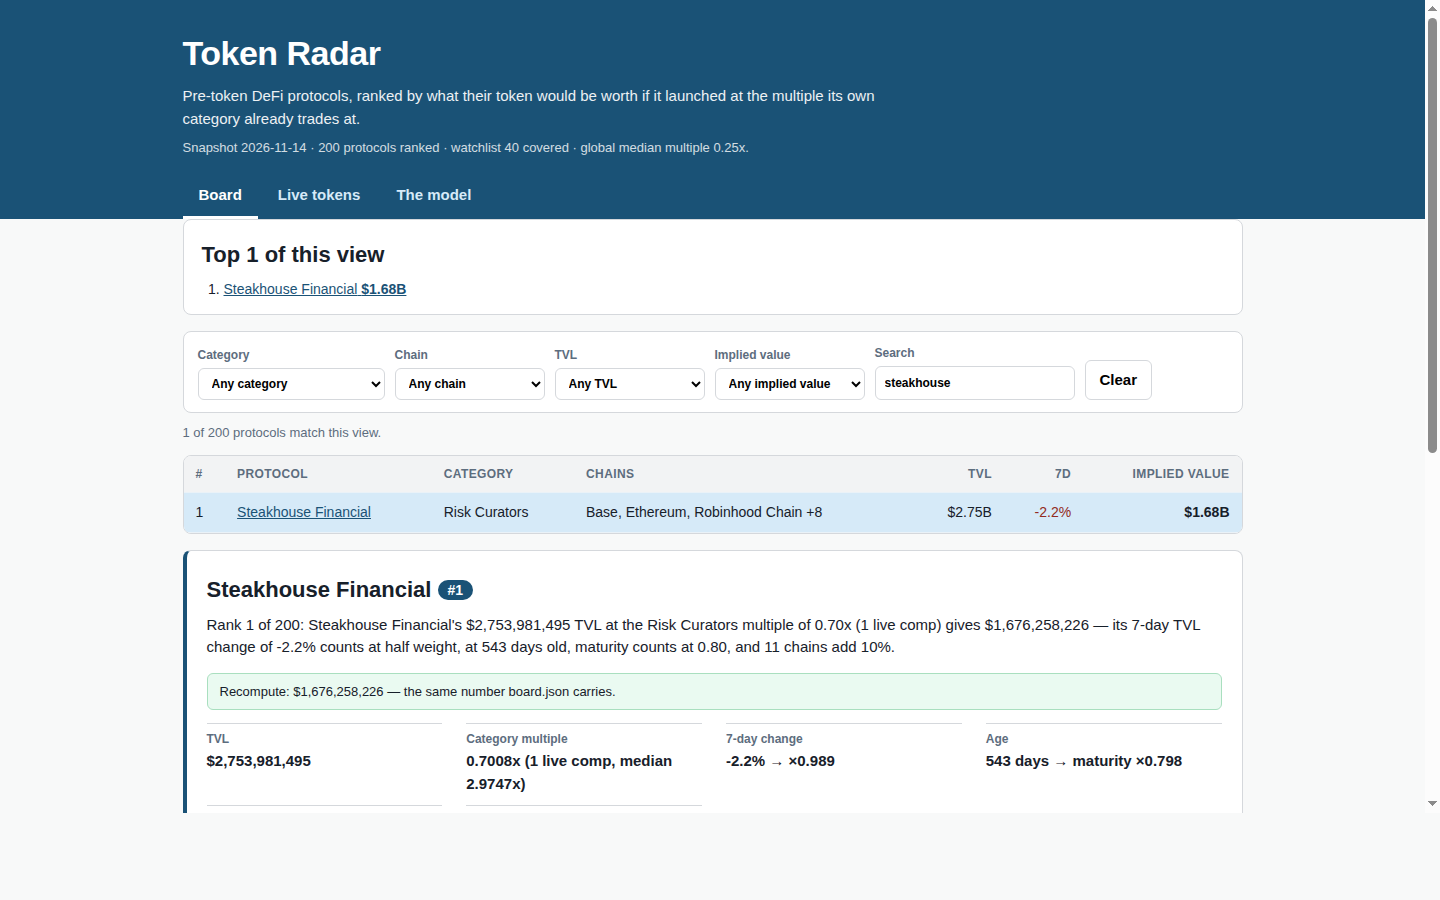 Token Radar
Pre-token DeFi protocols, ranked by what their token would be worth if it launched at the multiple its own
category already trades at.
Snapshot 2026-11-14 · 200 protocols ranked · watchlist 40 covered · global median multiple 0.25x.
Board Live tokens The model
Top 1 of this view
1. Steakhouse Financial $1.68B
Category Chain TVL Implied value Search
Any category Any chain Any TVL Any implied value steakhouse Clear
1 of 200 protocols match this view.
# PROTOCOL CATEGORY CHAINS TVL 7D IMPLIED VALUE
1 Steakhouse Financial Risk Curators Base, Ethereum, Robinhood Chain +8 $2.75B -2.2% $1.68B
Steakhouse Financial #1
Rank 1 of 200: Steakhouse Financial's $2,753,981,495 TVL at the Risk Curators multiple of 0.70x (1 live comp) gives $1,676,258,226 — its 7-day TVL
change of -2.2% counts at half weight, at 543 days old, maturity counts at 0.80, and 11 chains add 10%.
Recompute: $1,676,258,226 — the same number board.json carries.
TVL Category multiple 7-day change Age
$2,753,981,495 0.7008x (1 live comp, median -2.2% → ×0.989 543 days → maturity ×0.798
2.9747x)